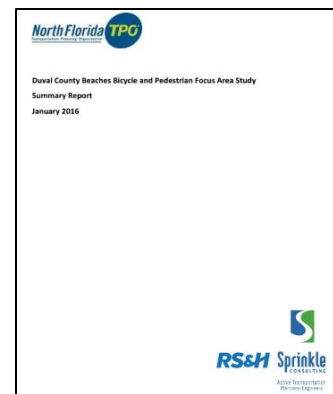 North Florida TPO
Transportation Planning Organization
Duval County Beaches Bicycle and Pedestrian Focus Area Study
Summary Report
January 2016
RS&H
Sprinkle
CONSULTING
Active Transportation
Planners Engineers